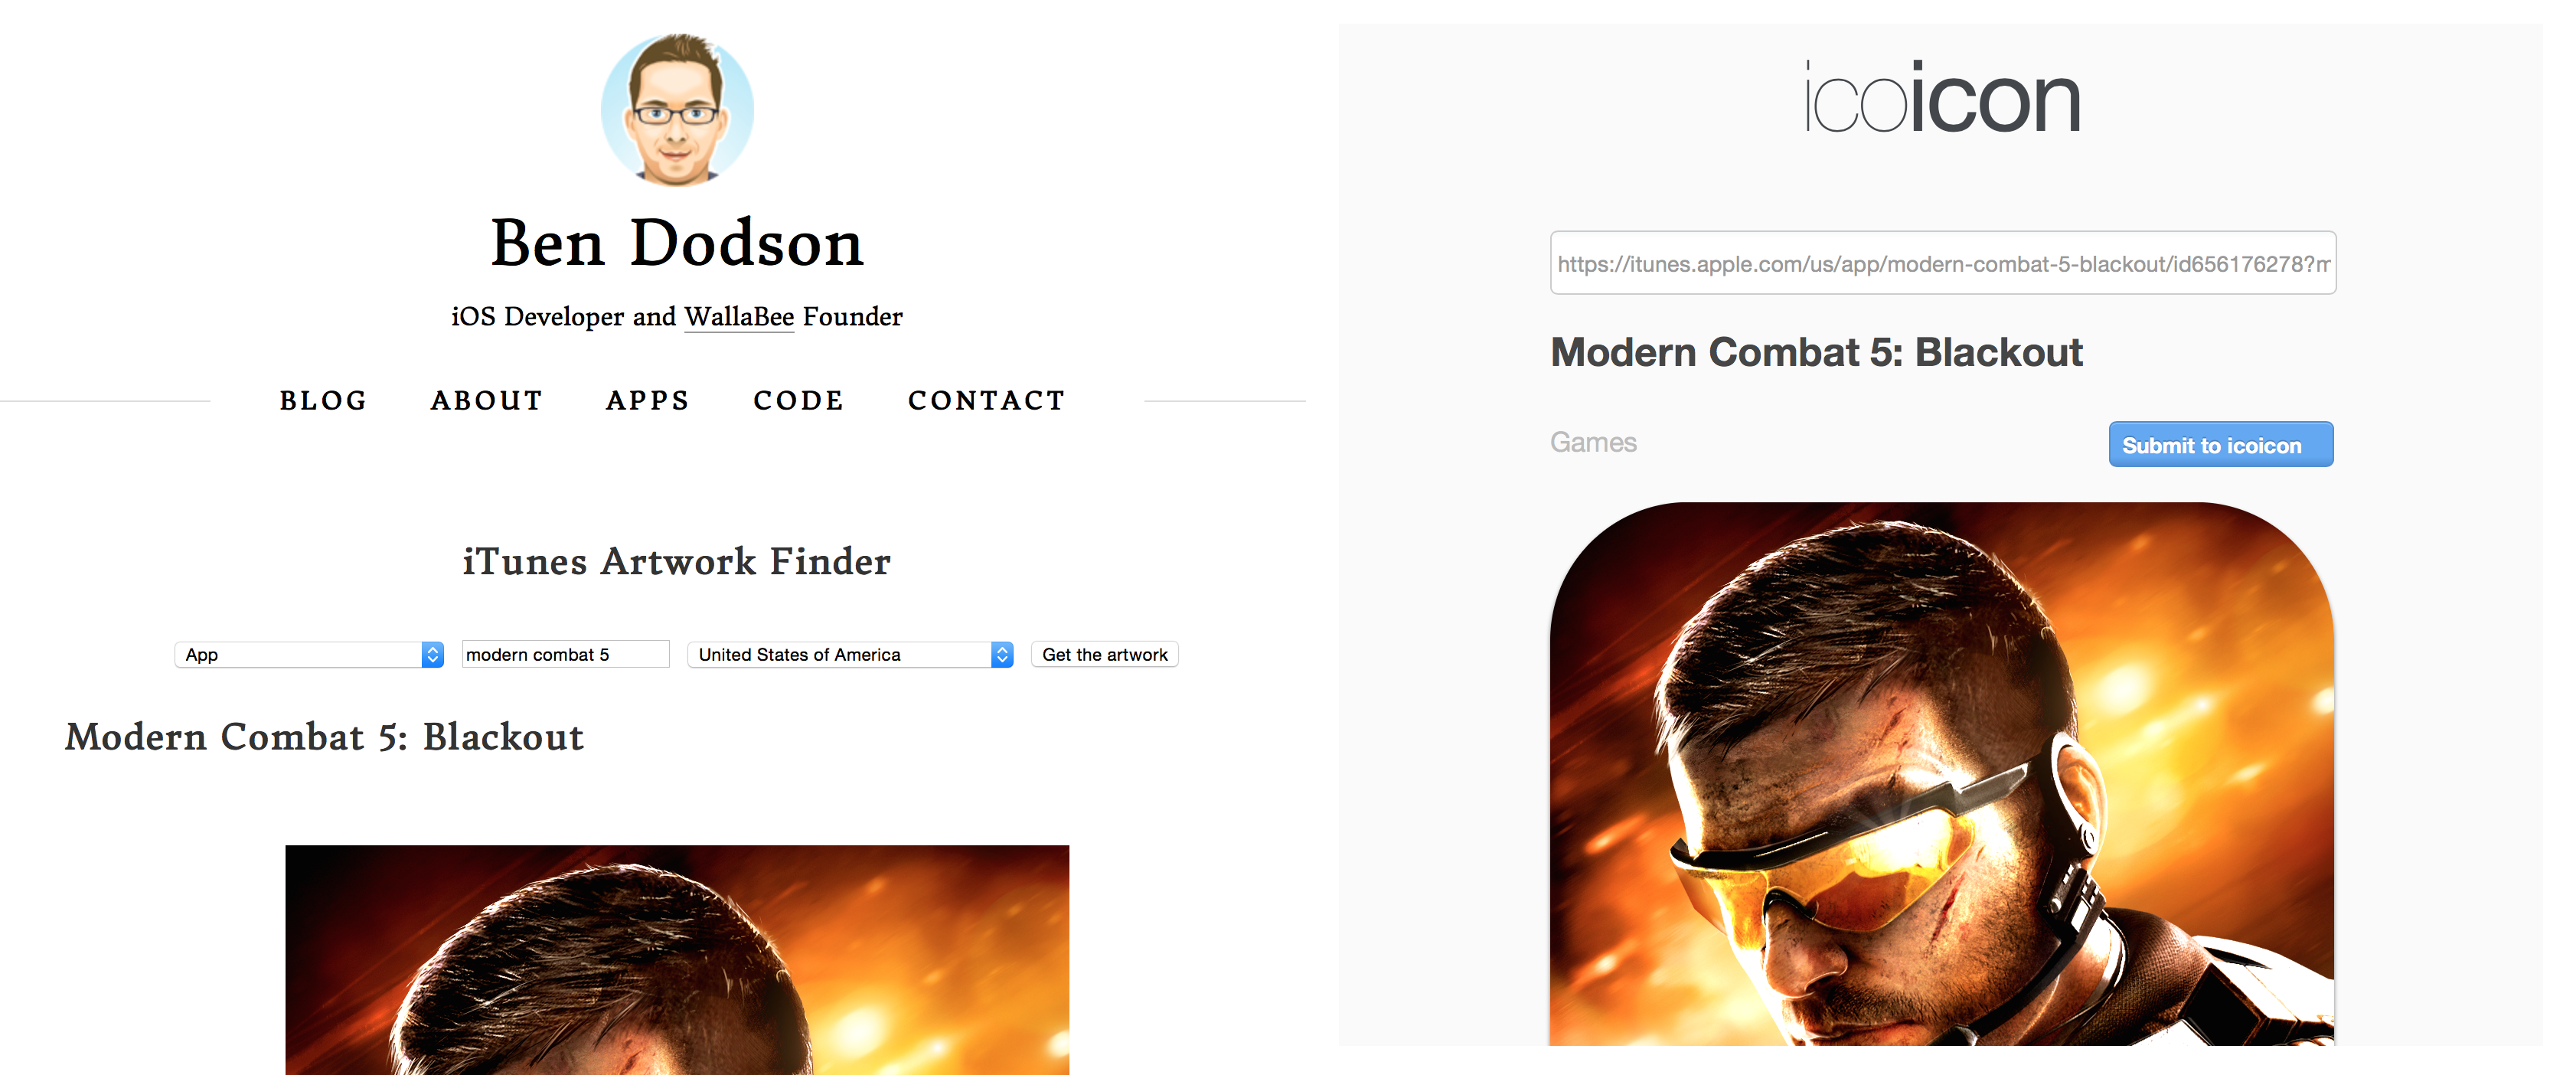 Ben Dodson
iOS Developer and WallaBee Founder
BLOG ABOUT APPS CODE CONTACT
iTunes Artwork Finder
App modern combat 5 United States of America Get the artwork
Modern Combat 5: Blackout
icoicon
https://itunes.apple.com/us/app/modern-combat-5-blackout/id656176278?m
Modern Combat 5: Blackout
Games
Submit to icoicon